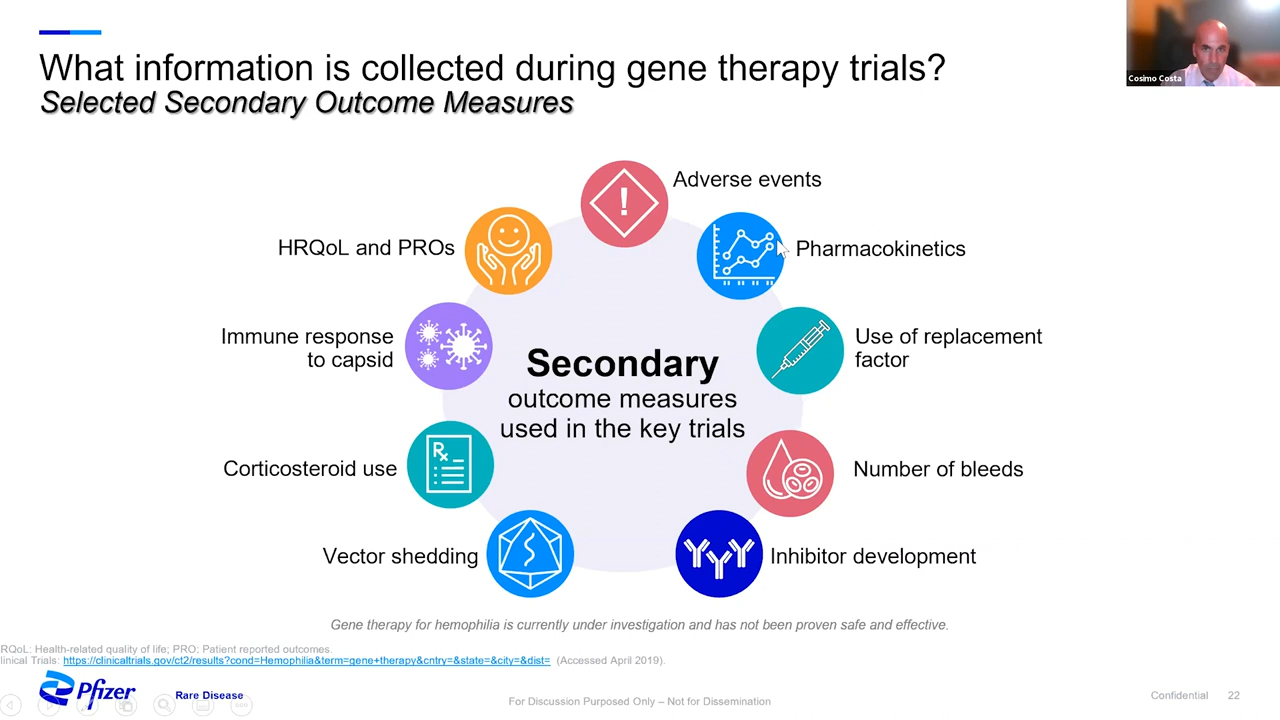 What information is collected during gene therapy trials?
Selected Secondary Outcome Measures
Cosimo Costa
Adverse events
HRQoL and PROs
Pharmacokinetics
Immune response
to capsid
Use of replacement
factor
Secondary
outcome measures
used in the key trials
Corticosteroid use
Rx
Number of bleeds
Vector shedding
Inhibitor development
Gene therapy for hemophilia is currently under investigation and has not been proven safe and effective.
RQoL: Health-related quality of life; PRO: Patient reported outcomes.
linical Trials: https://clinicaltrials.gov/ct2/results?cond=Hemophilia&term=gene+therapy&cntry=&state=&city=&dist= (Accessed April 2019).
Pfizer
Rare Disease
For Discussion Purposed Only – Not for Dissemination
Confidential 22